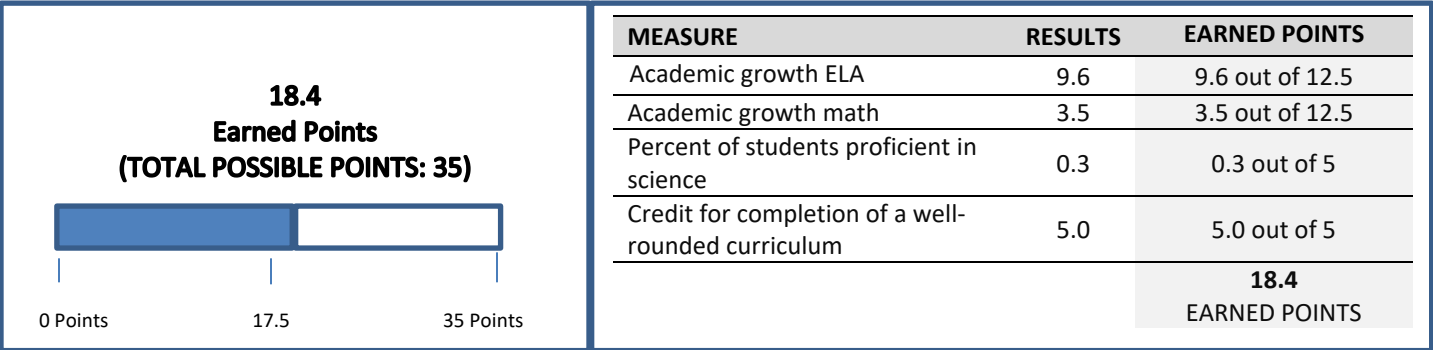 18.4
Earned Points
(TOTAL POSSIBLE POINTS: 35)
0 Points 17.5 35 Points
MEASURE RESULTS EARNED POINTS
Academic growth ELA 9.6 9.6 out of 12.5
Academic growth math 3.5 3.5 out of 12.5
Percent of students proficient in
science 0.3 0.3 out of 5
Credit for completion of a well-
rounded curriculum 5.0 5.0 out of 5
18.4
EARNED POINTS